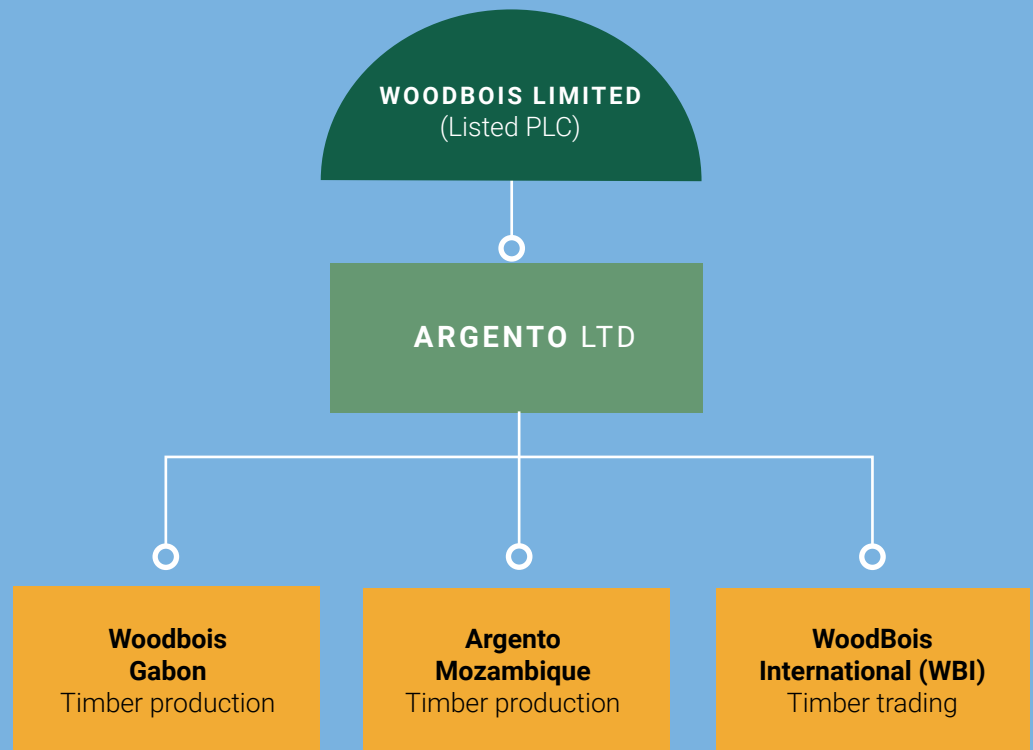 WOODBOIS LIMITED
(Listed PLC)
ARGENTO LTD
Woodbois
Gabon
Timber production
Argento
Mozambique
Timber production
WoodBois
International (WBI)
Timber trading